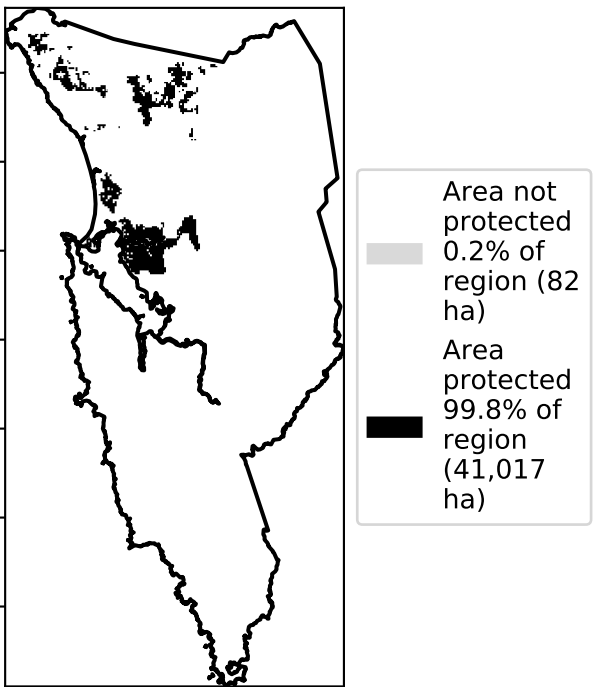 Area not
protected
0.2% of
region (82
ha)
Area
protected
99.8% of
region
(41,017
ha)